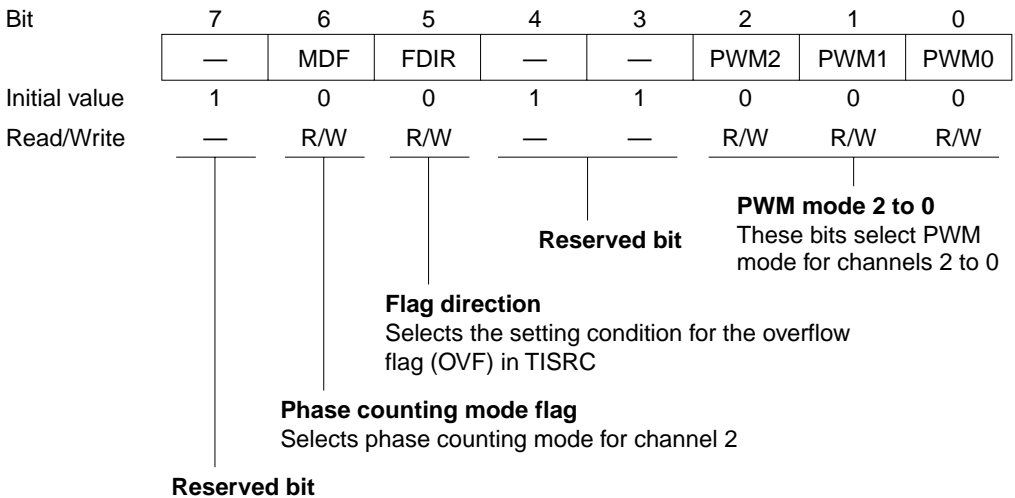 Bit 7 6 5 4 3 2 1 0
— MDF FDIR — — PWM2 PWM1 PWM0
Initial value 1 0 0 1 1 0 0 0
Read/Write — R/W R/W — — R/W R/W R/W
PWM mode 2 to 0
These bits select PWM
mode for channels 2 to 0
Reserved bit
Flag direction
Selects the setting condition for the overflow
flag (OVF) in TISRC
Phase counting mode flag
Selects phase counting mode for channel 2
Reserved bit